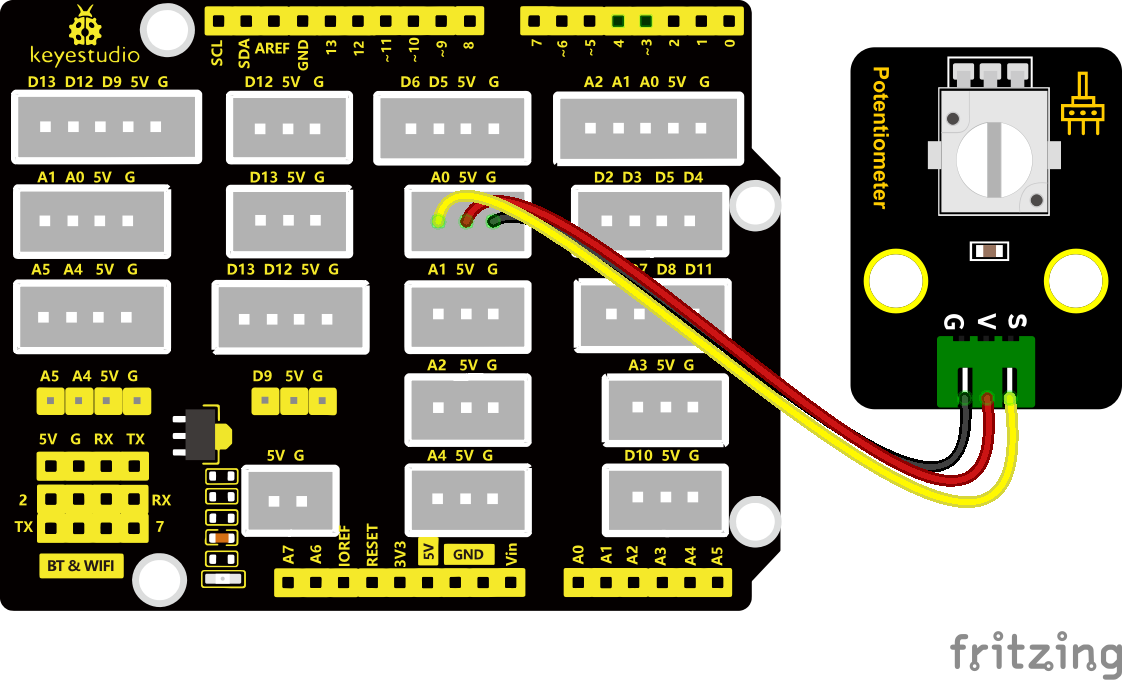 SCL SDA AREF GND 13 12 ~11 ~10 ~9 8 7 ~6 ~5 4 ~3 2 1 0
keyestudio
D13 D12 D9 5V G
D12 5V G
D6 D5 5V G
A2 A1 A0 5V G
A1 A0 5V G
D13 5V G
A0 5V G
D2 D3 D5 D4
A5 A4 5V G
D13 D12 5V G
A1 5V G
D8 D11
A5 A4 5V G
D9 5V G
A2 5V G
A3 5V G
5V G RX TX
5V G
A4 5V G
D10 5V G
2 RX
TX 7
BT & WIFI
A7 A6 IOREF RESET 3V3 5V GND Vin
A0 A1 A2 A3 A4 A5
Potentiometer
G V S
fritzing